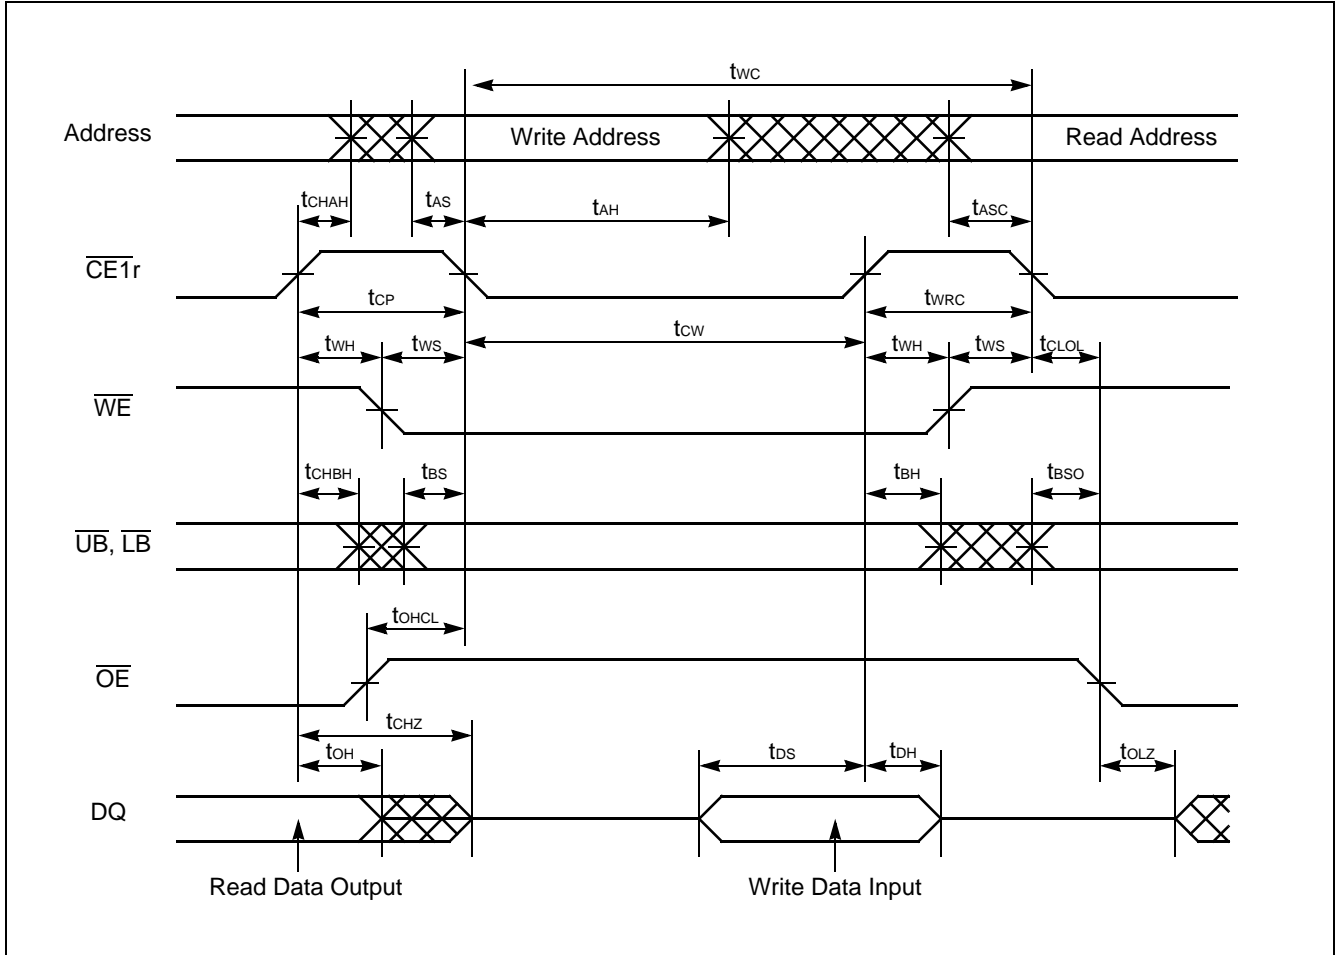 tWC
Address
Write Address
Read Address
tCHAH
tAS
tAH
tASC
CE1r
tCP
tWRC
tCW
tWH
tWS
tWH
tWS
tCLOL
WE
tCHBH
tBS
tBH
tBSO
UB, LB
tOHCL
OE
tCHZ
tOH
tDS
tDH
tOLZ
DQ
Read Data Output
Write Data Input